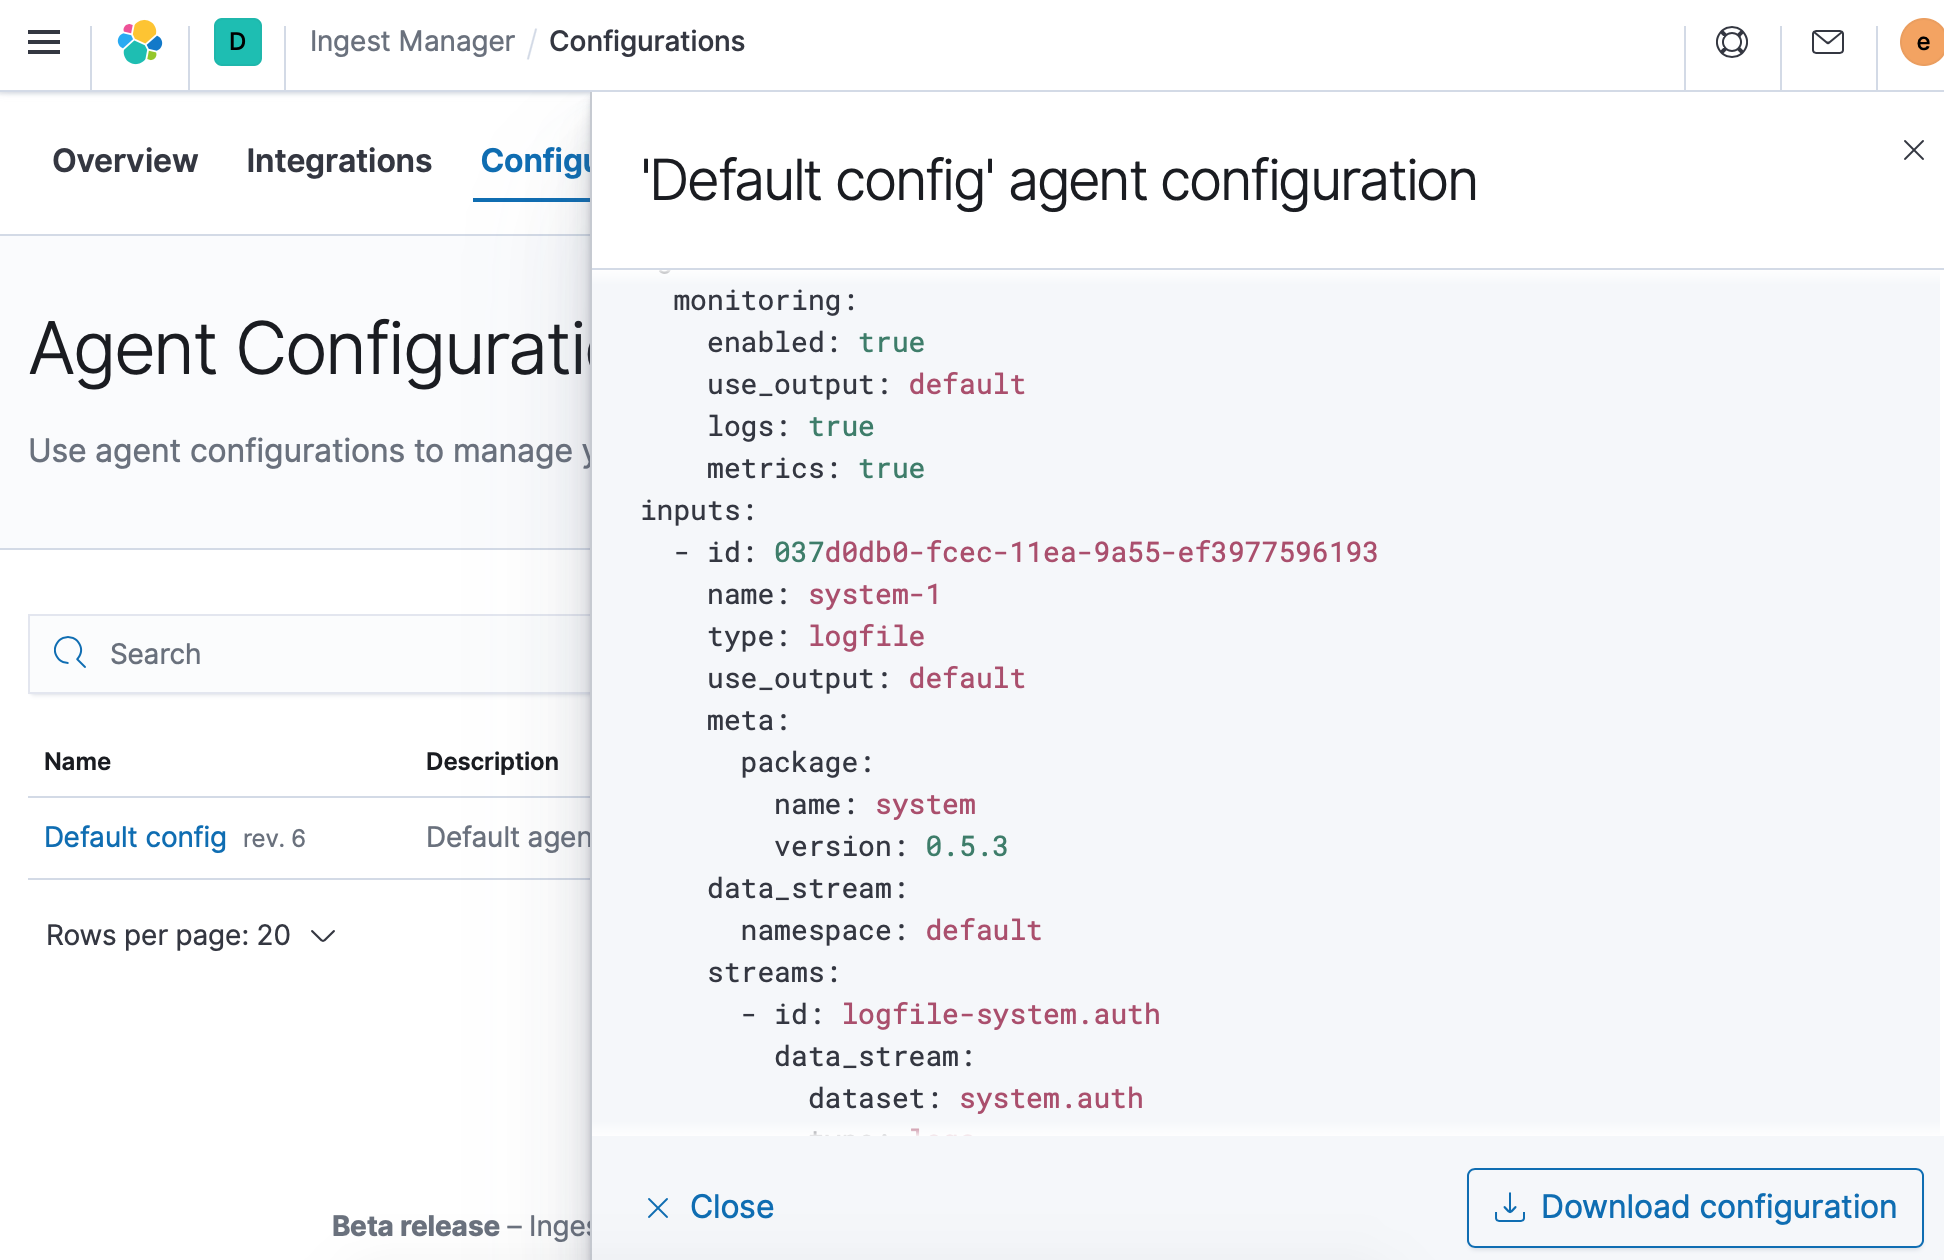 D
Ingest Manager / Configurations
e
Overview Integrations Configu
'Default config' agent configuration
Agent Configurati
Use agent configurations to manage y
Search
Name Description
Default config rev. 6 Default agen
Rows per page: 20
Beta release – Inges
monitoring:
enabled: true
use_output: default
logs: true
metrics: true
inputs:
- id: 037d0db0-fcec-11ea-9a55-ef3977596193
name: system-1
type: logfile
use_output: default
meta:
package:
name: system
version: 0.5.3
data_stream:
namespace: default
streams:
- id: logfile-system.auth
data_stream:
dataset: system.auth
Close
Download configuration